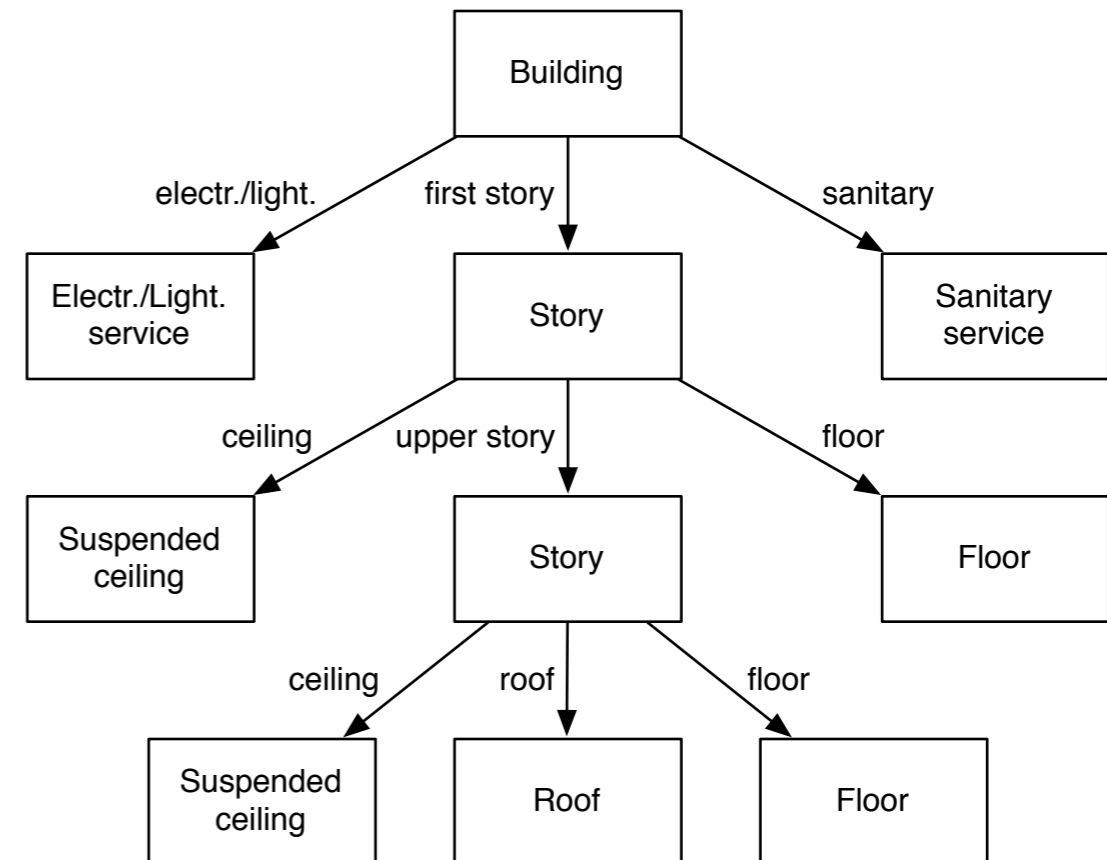 Building
electr./light.
first story
sanitary
Electr./Light.
service
Story
Sanitary
service
ceiling
upper story
floor
Suspended
ceiling
Story
Floor
ceiling
roof
floor
Suspended
ceiling
Roof
Floor